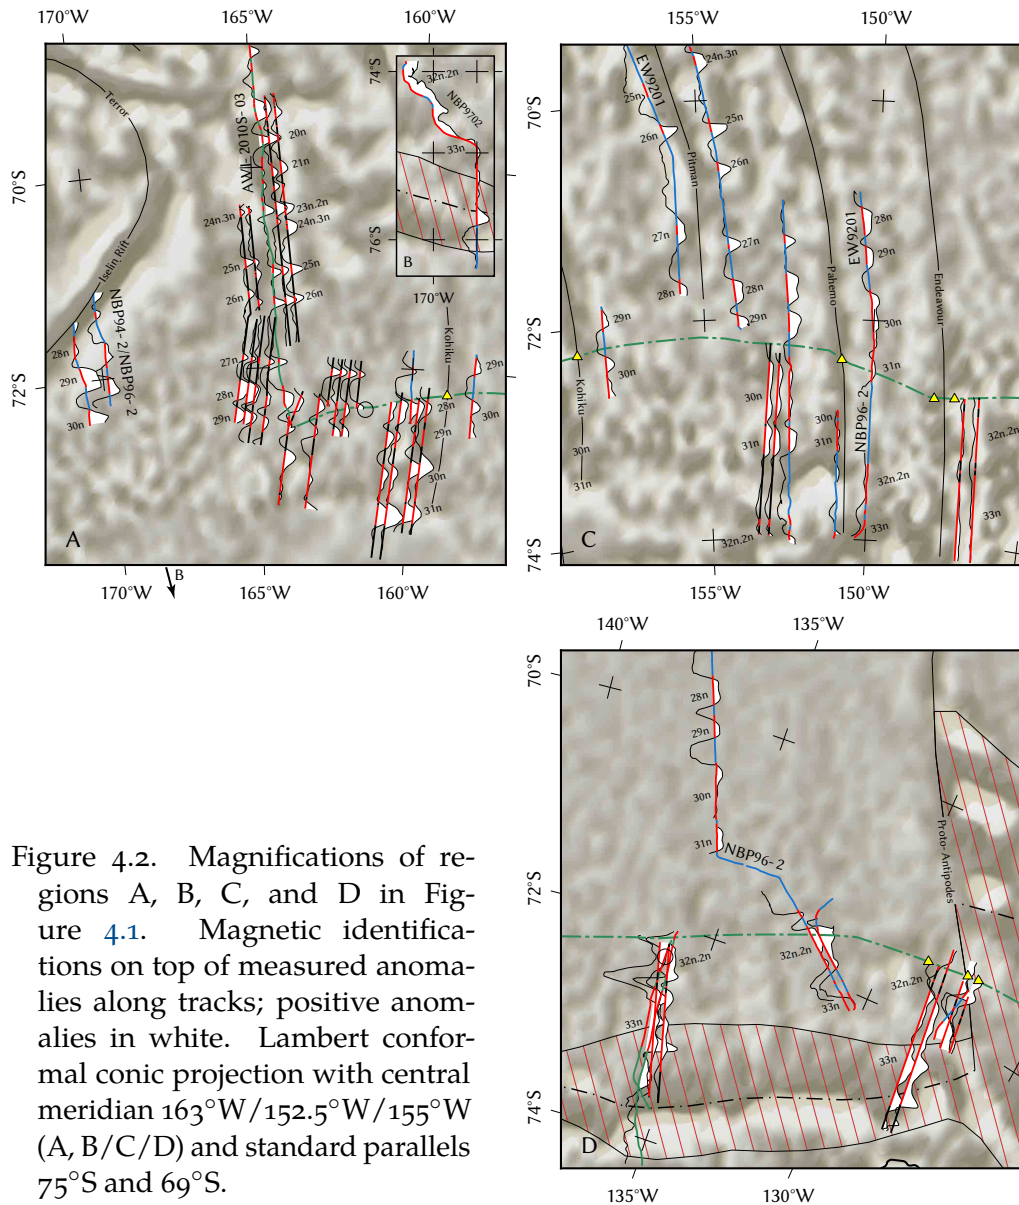 170°W
165°W
160°W
155°W
150°W
Terror
AWI-2010S-03
20n
21n
23n.2n
24n.3n
24n.3n
25n
25n
26n
26n
27n
28n
29n
70°S
72°S
Iselin Rift
NBP94-2/NBP96-2
28n
29n
30n
74°S
76°S
32n.2n
NBP9702
33n
B
170°W
Kohiku
29n
28n
30n
29n
30n
31n
A
170°W
B
165°W
160°W
70°S
72°S
74°S
EW9201
24n.3n
25n
25n
26n
26n
Pitman
27n
27n
28n
28n
29n
29n
30n
Kohiku
31n
Pahemo
EW9201
28n
29n
Endeavour
30n
31n
30n
31n
30n
31n
NBP96-2
32n.2n
32n.2n
33n
32n.2n
33n
C
155°W
150°W
140°W
135°W
70°S
72°S
74°S
28n
29n
30n
31n
NBP96-2
Proto-Antipodes
32n.2n
32n.2n
32n.2n
33n
33n
33n
D
135°W
130°W
Figure 4.2. Magnifications of re-
gions A, B, C, and D in Fig-
ure 4.1. Magnetic identifica-
tions on top of measured anoma-
lies along tracks; positive anom-
alies in white. Lambert confor-
mal conic projection with central
meridian 163°W/152.5°W/155°W
(A, B/C/D) and standard parallels
75°S and 69°S.